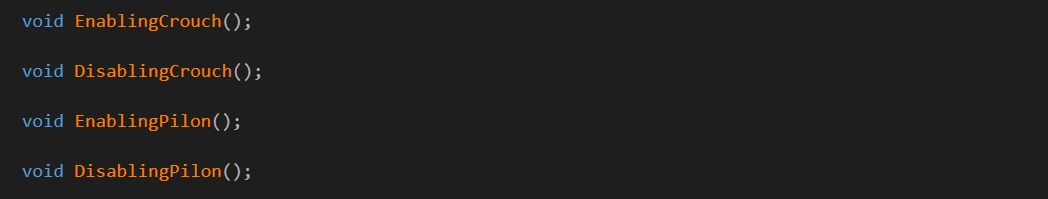 void EnablingCrouch();
void DisablingCrouch();
void EnablingPilon();
void DisablingPilon();